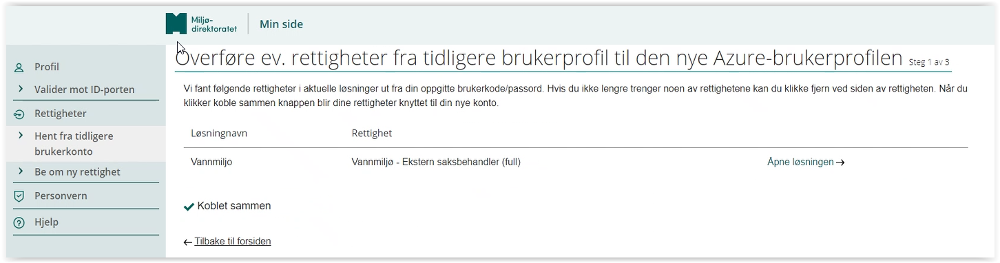 Miljø-
direktoratet
Min side
Overføre ev. rettigheter fra tidligere brukerprofil til den nye Azure-brukerprofilen Steg 1 av 3
Profil
Valider mot ID-porten
Rettigheter
Hent fra tidligere
brukerkonto
Be om ny rettighet
Personvern
Hjelp
Vi fant følgende rettigheter i aktuelle løsninger ut fra din oppgitte brukerkode/passord. Hvis du ikke lengre trenger noen av rettighetene kan du klikke fjern ved siden av rettigheten. Når du
klikker koble sammen knappen blir dine rettigheter knyttet til din nye konto.
Løsningnavn Rettighet
Vannmiljo Vannmiljø - Ekstern saksbehandler (full) Åpne løsningen →
Koblet sammen
← Tilbake til forsiden